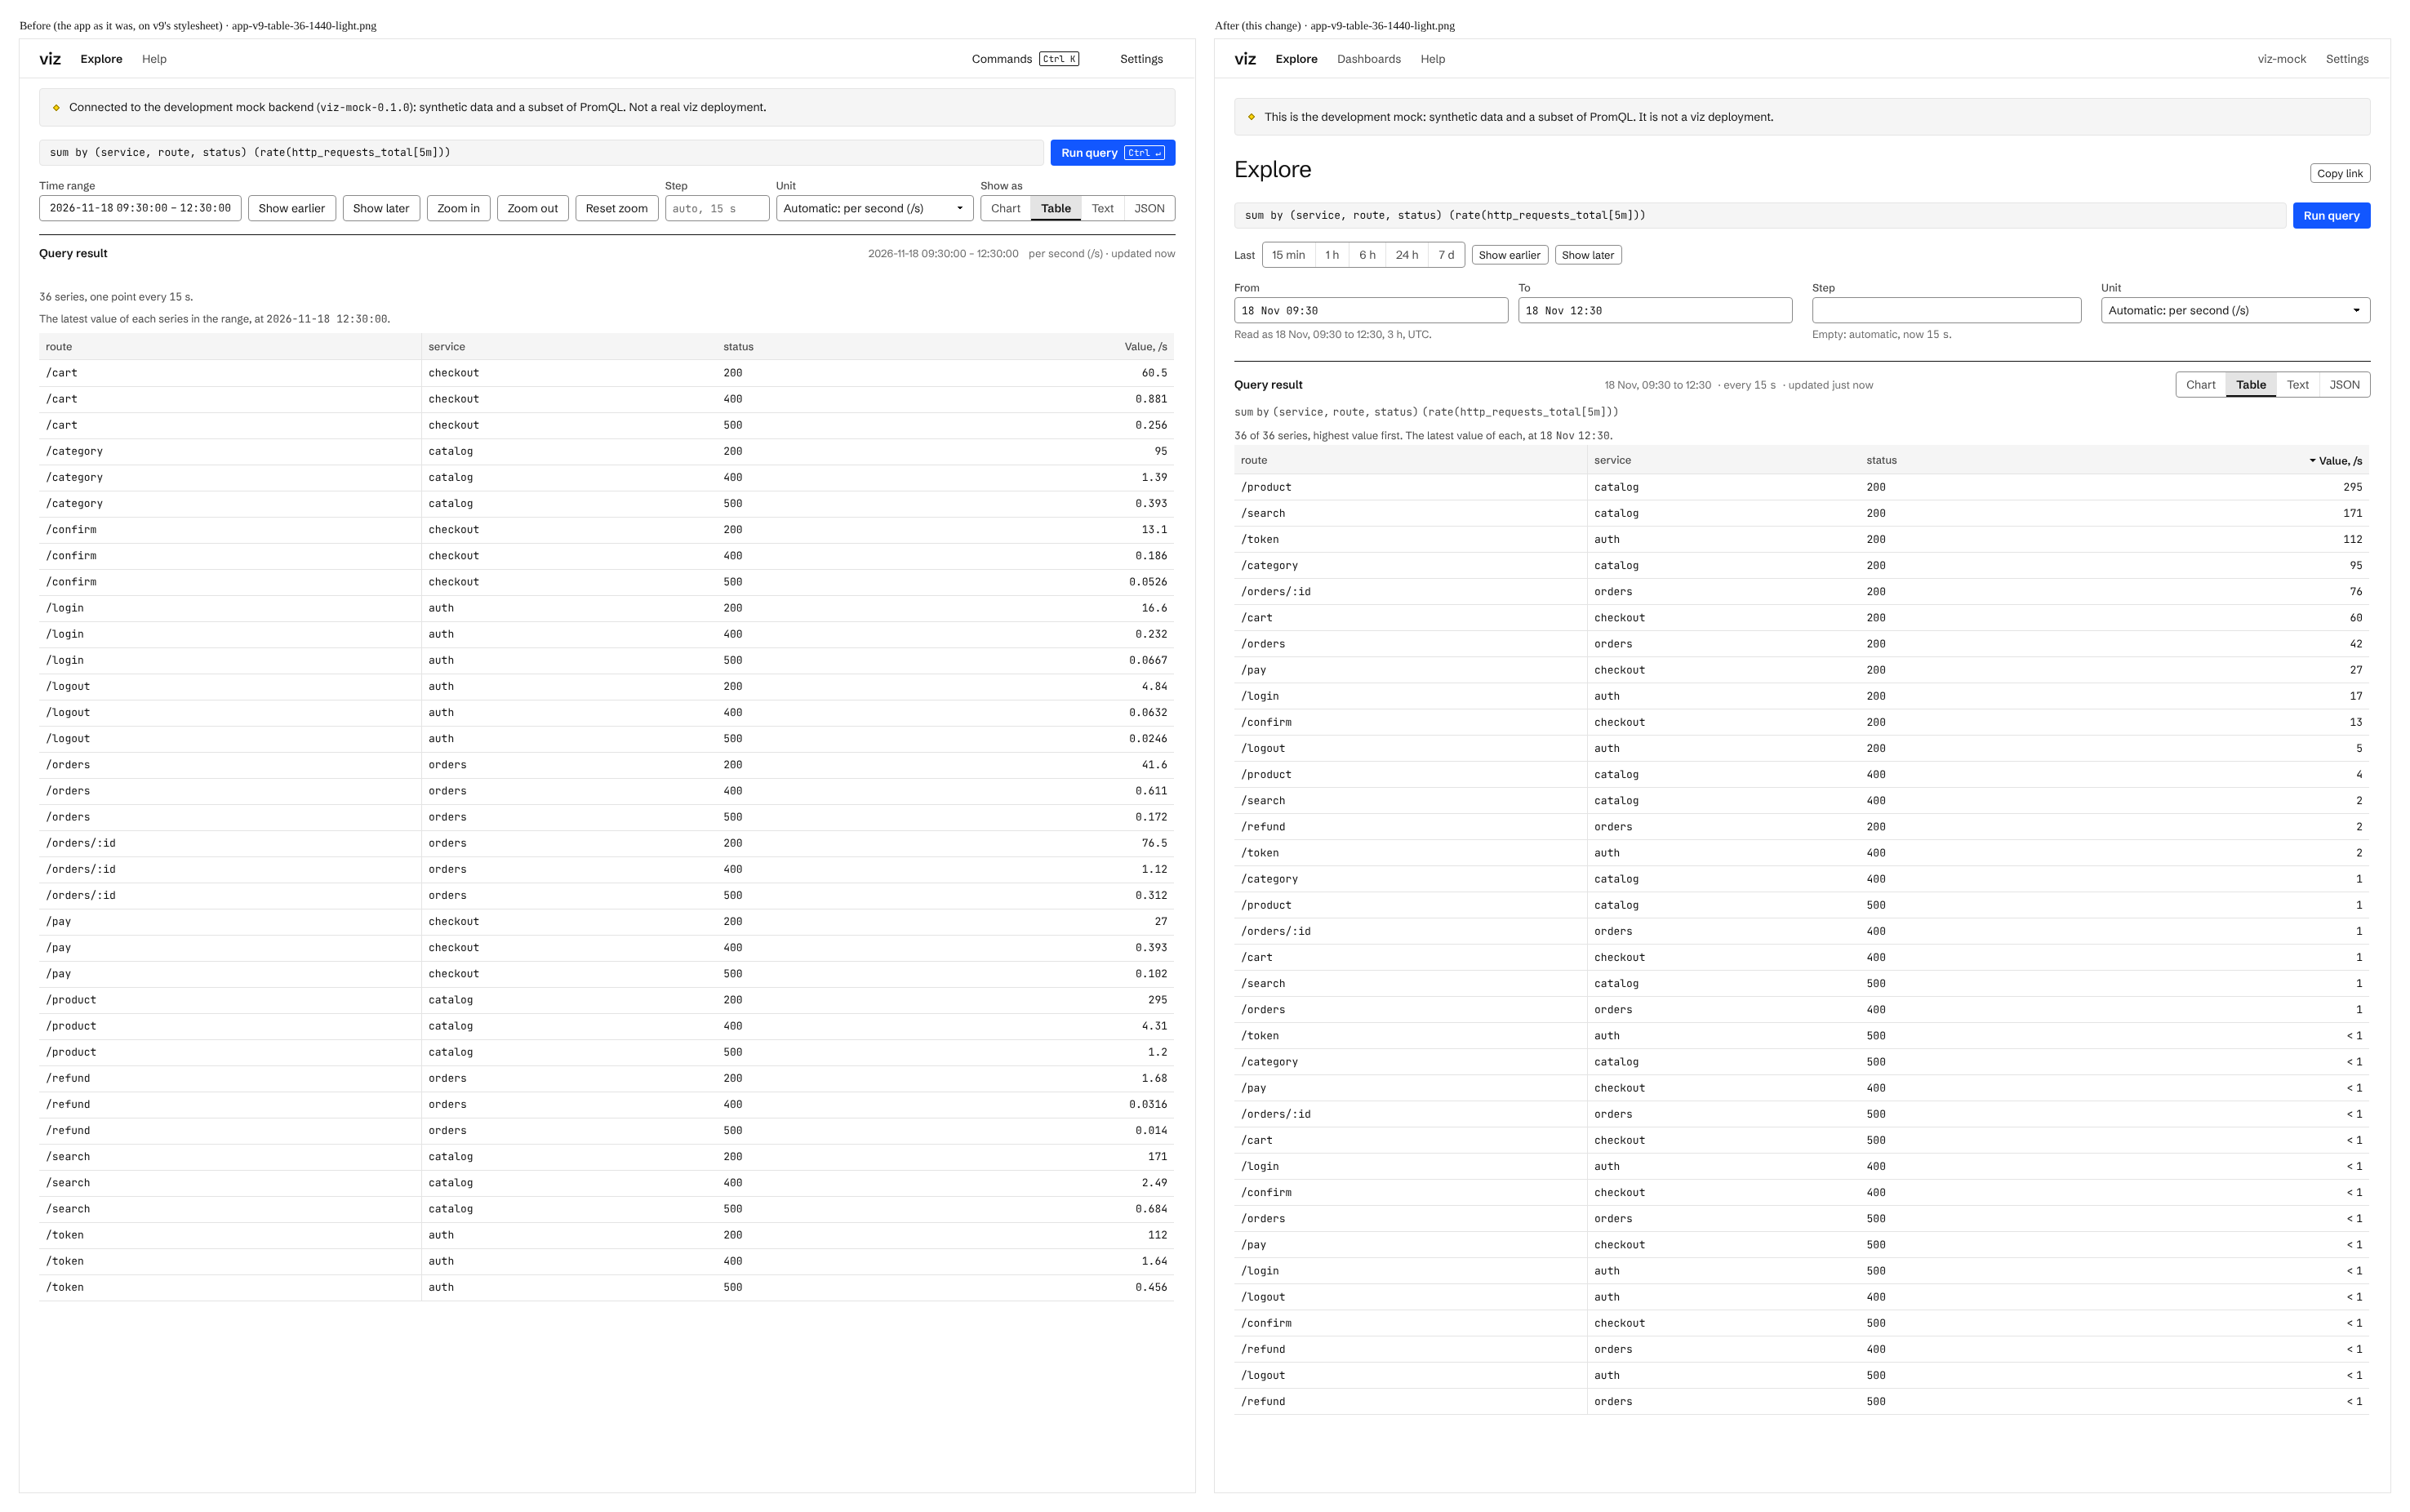 Before (the app as it was, on v9's stylesheet) · app-v9-table-36-1440-light.png
viz Explore Help Commands Ctrl K Settings
Connected to the development mock backend (viz-mock-0.1.0): synthetic data and a subset of PromQL. Not a real viz deployment.
sum by (service, route, status) (rate(http_requests_total[5m])) Run query Ctrl ↵
Time range Step Unit Show as
2026-11-18 09:30:00 – 12:30:00 Show earlier Show later Zoom in Zoom out Reset zoom auto, 15 s Automatic: per second (/s) Chart Table Text JSON
Query result 2026-11-18 09:30:00 – 12:30:00 per second (/s) · updated now
36 series, one point every 15 s.
The latest value of each series in the range, at 2026-11-18 12:30:00.
route service status Value, /s
/cart checkout 200 60.5
/cart checkout 400 0.881
/cart checkout 500 0.256
/category catalog 200 95
/category catalog 400 1.39
/category catalog 500 0.393
/confirm checkout 200 13.1
/confirm checkout 400 0.186
/confirm checkout 500 0.0526
/login auth 200 16.6
/login auth 400 0.232
/login auth 500 0.0667
/logout auth 200 4.84
/logout auth 400 0.0632
/logout auth 500 0.0246
/orders orders 200 41.6
/orders orders 400 0.611
/orders orders 500 0.172
/orders/:id orders 200 76.5
/orders/:id orders 400 1.12
/orders/:id orders 500 0.312
/pay checkout 200 27
/pay checkout 400 0.393
/pay checkout 500 0.102
/product catalog 200 295
/product catalog 400 4.31
/product catalog 500 1.2
/refund orders 200 1.68
/refund orders 400 0.0316
/refund orders 500 0.014
/search catalog 200 171
/search catalog 400 2.49
/search catalog 500 0.684
/token auth 200 112
/token auth 400 1.64
/token auth 500 0.456
After (this change) · app-v9-table-36-1440-light.png
viz Explore Dashboards Help viz-mock Settings
This is the development mock: synthetic data and a subset of PromQL. It is not a viz deployment.
Explore Copy link
sum by (service, route, status) (rate(http_requests_total[5m])) Run query
Last 15 min 1 h 6 h 24 h 7 d Show earlier Show later
From To Step Unit
18 Nov 09:30 18 Nov 12:30 Automatic: per second (/s)
Read as 18 Nov, 09:30 to 12:30, 3 h, UTC. Empty: automatic, now 15 s.
Query result 18 Nov, 09:30 to 12:30 · every 15 s · updated just now Chart Table Text JSON
sum by (service, route, status) (rate(http_requests_total[5m]))
36 of 36 series, highest value first. The latest value of each, at 18 Nov 12:30.
route service status Value, /s
/product catalog 200 295
/search catalog 200 171
/token auth 200 112
/category catalog 200 95
/orders/:id orders 200 76
/cart checkout 200 60
/orders orders 200 42
/pay checkout 200 27
/login auth 200 17
/confirm checkout 200 13
/logout auth 200 5
/product catalog 400 4
/search catalog 400 2
/refund orders 200 2
/token auth 400 2
/category catalog 400 1
/product catalog 500 1
/orders/:id orders 400 1
/cart checkout 400 1
/search catalog 500 1
/orders orders 400 1
/token auth 500 < 1
/category catalog 500 < 1
/pay checkout 400 < 1
/orders/:id orders 500 < 1
/cart checkout 500 < 1
/login auth 400 < 1
/confirm checkout 400 < 1
/orders orders 500 < 1
/pay checkout 500 < 1
/login auth 500 < 1
/logout auth 400 < 1
/confirm checkout 500 < 1
/refund orders 400 < 1
/logout auth 500 < 1
/refund orders 500 < 1